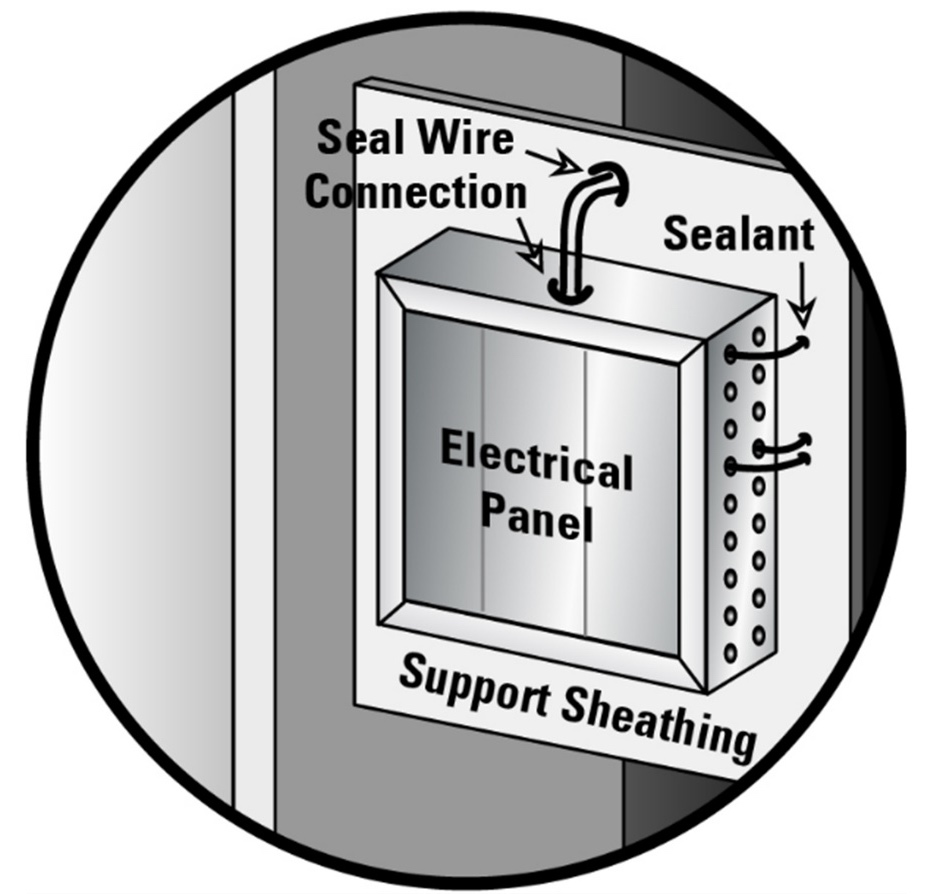 Seal Wire
Connection
Sealant
Electrical
Panel
Support Sheathing